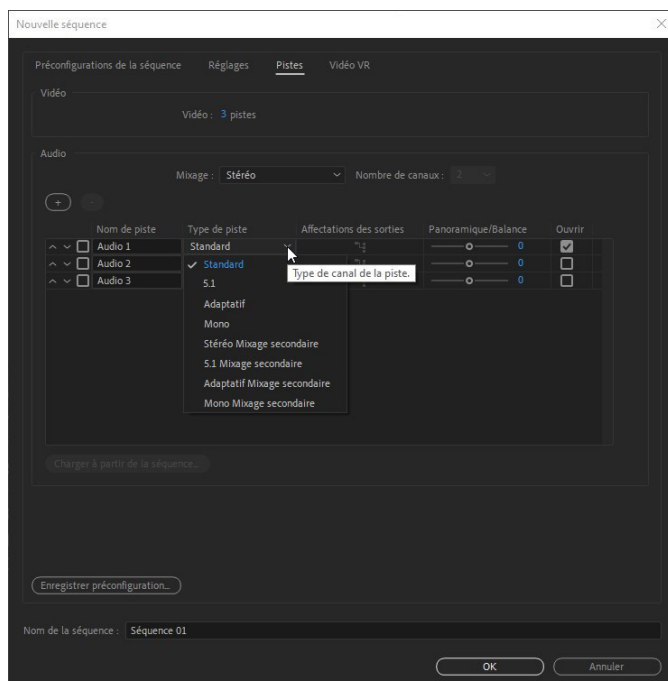 Nouvelle séquence
Préconfigurations de la séquence Réglages Pistes Vidéo VR
Vidéo
Vidéo : 3 pistes
Audio
Mixage : Stéréo Nombre de canaux : 2
Nom de piste Type de piste Affectations des sorties Panoramique/Balance Ouvrir
Audio 1 Standard 0
Audio 2 Standard 0
Type de canal de la piste.
Audio 3 5.1 0
Adaptatif
Mono
Stéréo Mixage secondaire
5.1 Mixage secondaire
Adaptatif Mixage secondaire
Mono Mixage secondaire
Charger à partir de la séquence...
Enregistrer préconfiguration...
Nom de la séquence : Séquence 01
OK Annuler